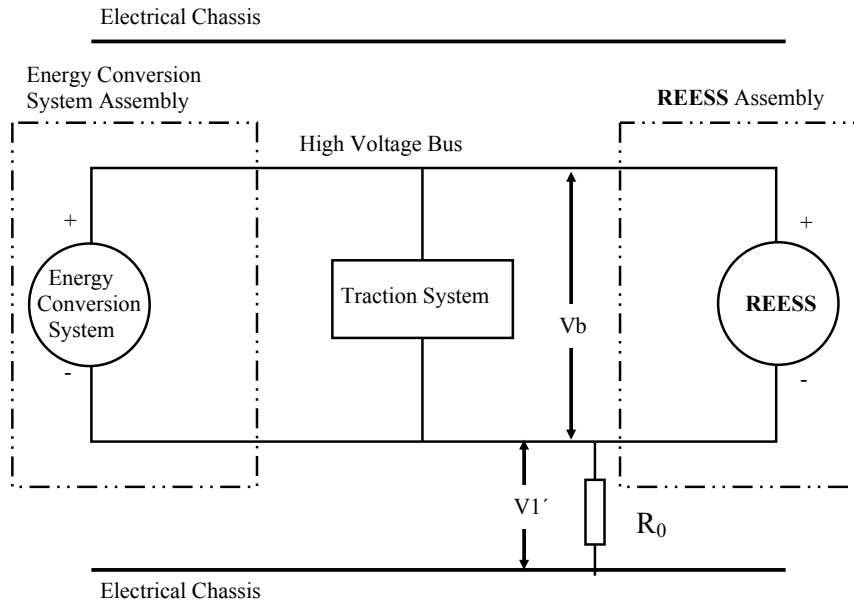 Electrical Chassis
Energy Conversion
System Assembly
REESS Assembly
High Voltage Bus
+
+
Energy
Conversion
System
Traction System
Vb
REESS
-
-
V1´
R₀
Electrical Chassis